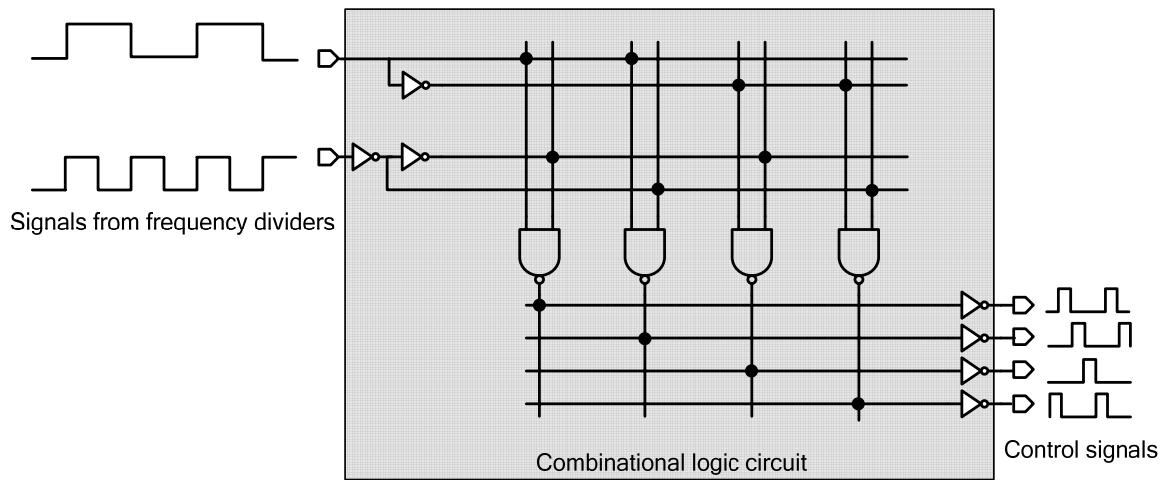 Signals from frequency dividers
Combinational logic circuit
Control signals